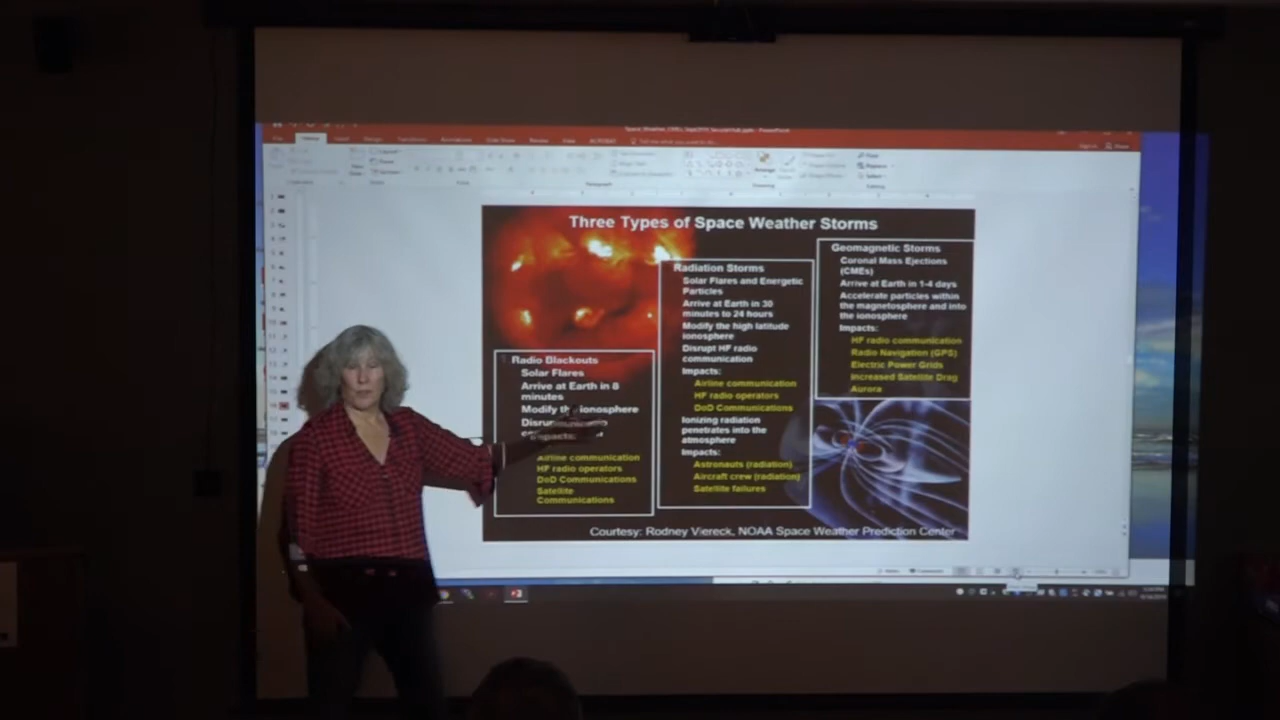 Three Types of Space Weather Storms
Radio Blackouts
Solar Flares
Arrive at Earth in 8
minutes
Modify the ionosphere
Impacts:
Airline communication
HF radio operators
DoD Communications
Satellite
Communications
Radiation Storms
Solar Flares and Energetic
Particles
Arrive at Earth in 30
minutes to 24 hours
Modify the high latitude
ionosphere
Disrupt HF radio
communication
Impacts:
Airline communication
HF radio operators
DoD Communications
Ionizing radiation
penetrates into the
atmosphere
Impacts:
Astronauts (radiation)
Aircraft crew (radiation)
Satellite failures
Geomagnetic Storms
Coronal Mass Ejections
(CMEs)
Arrive at Earth in 1-4 days
Accelerate particles within
the magnetosphere and into
the ionosphere
Impacts:
HF radio communication
Radio Navigation (GPS)
Electric Power Grids
Increased Satellite Drag
Aurora
Courtesy: Rodney Viereck, NOAA Space Weather Prediction Center